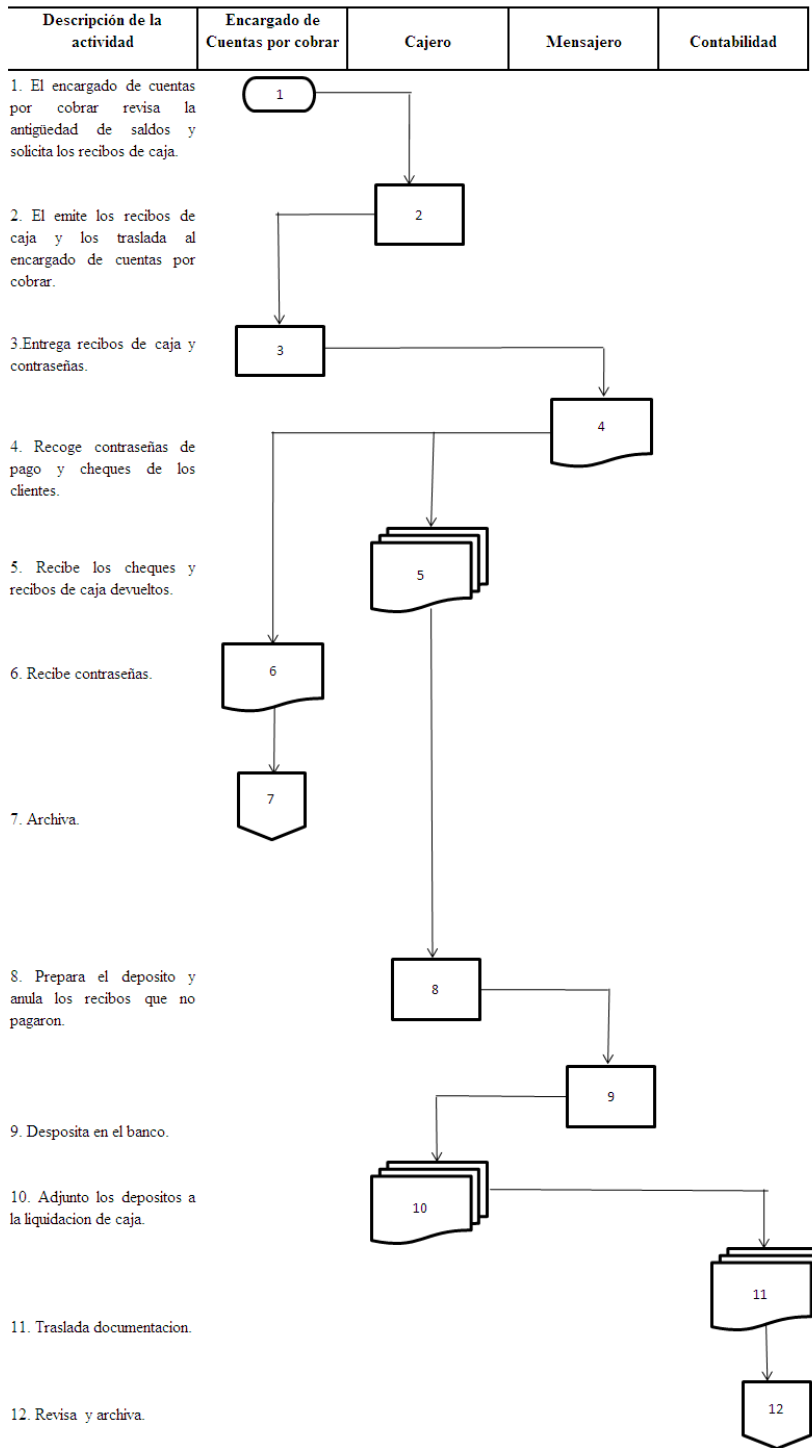 Descripción de la
actividad
Encargado de
Cuentas por cobrar
Cajero
Mensajero
Contabilidad
1. El encargado de cuentas
por cobrar revisa la
antigüedad de saldos y
solicita los recibos de caja.
1
2. El emite los recibos de
caja y los traslada al
encargado de cuentas por
cobrar.
2
3.Entrega recibos de caja y
contraseñas.
3
4. Recoge contraseñas de
pago y cheques de los
clientes.
4
5. Recibe los cheques y
recibos de caja devueltos.
5
6. Recibe contraseñas.
6
7. Archiva.
7
8. Prepara el deposito y
anula los recibos que no
pagaron.
8
9. Desposita en el banco.
9
10. Adjunto los depositos a
la liquidacion de caja.
10
11. Traslada documentacion.
11
12. Revisa y archiva.
12